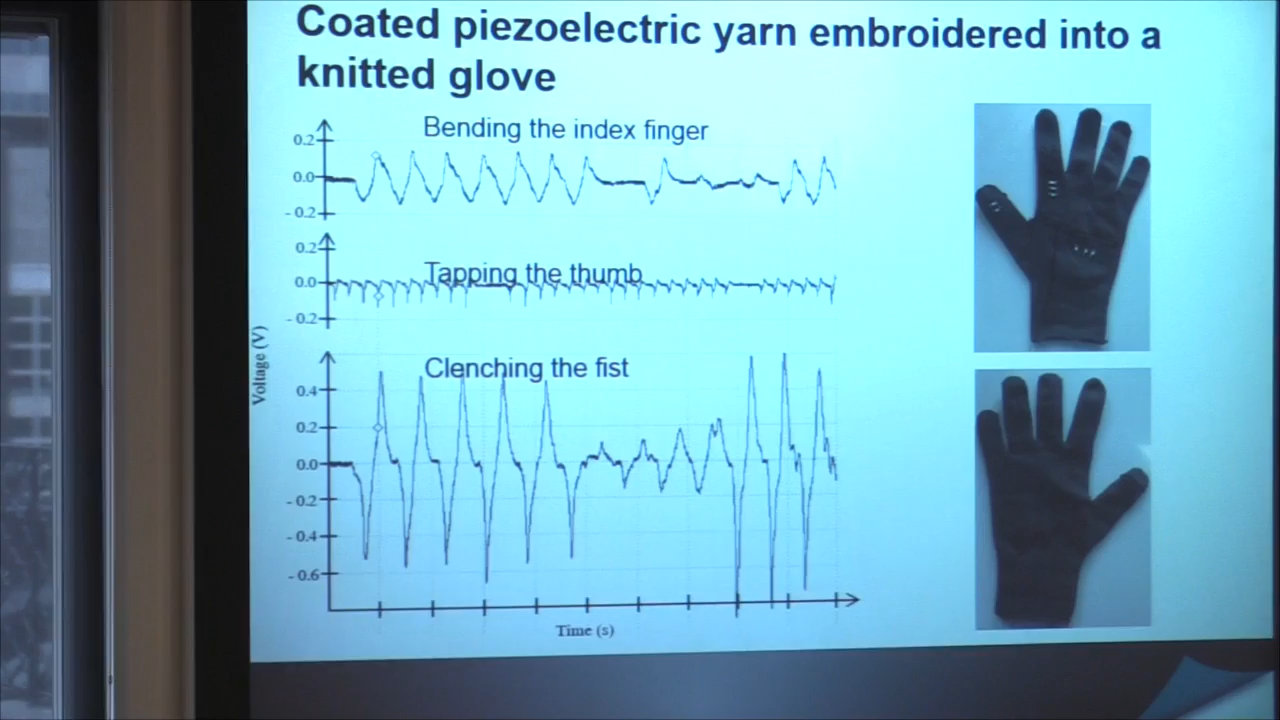 Coated piezoelectric yarn embroidered into a
knitted glove
Bending the index finger
0.2
0.0
- 0.2
Tapping the thumb
0.2
0.0
- 0.2
Clenching the fist
0.4
0.2
0.0
- 0.2
- 0.4
- 0.6
Voltage (V)
Time (s)